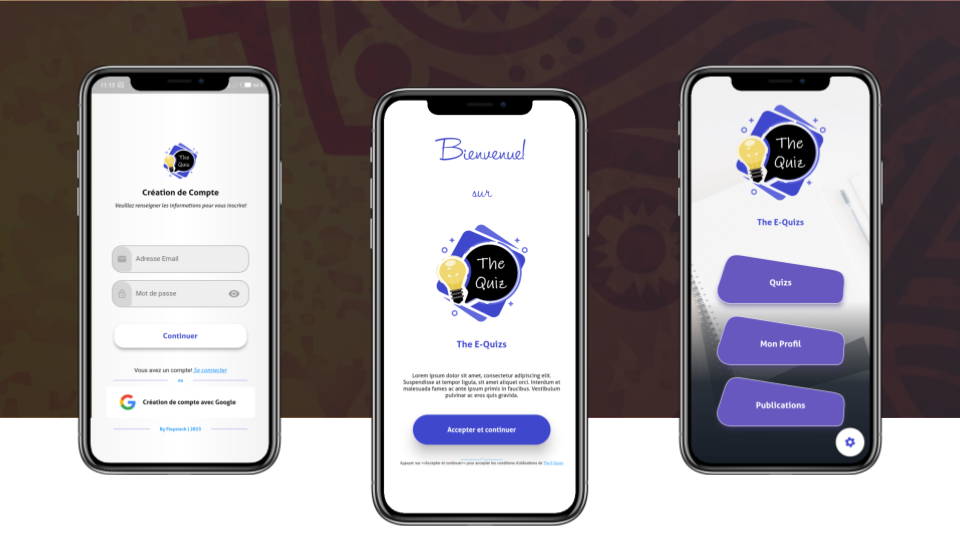 11:12
The
Quiz
Création de Compte
Veuillez renseigner les informations pour vous inscrire!
Adresse Email
Mot de passe
Continuer
Vous avez un compte! Se connecter
ou
Création de compte avec Google
Bienvenue!
sur
The
Quiz
The E-Quizs
Lorem ipsum dolor sit amet, consectetur adipiscing elit.
Suspendisse at tempor ligula, sit amet aliquet orci. Interdum et
malesuada fames ac ante ipsum primis in faucibus. Vestibulum
pulvinar ac eros quis gravida.
Accepter et continuer
Appuyer sur <<Accepter et continuer>> pour accepter les conditions d'utilisations de The E-Quizs
The
Quiz
The E-Quizs
Quizs
Mon Profil
Publications